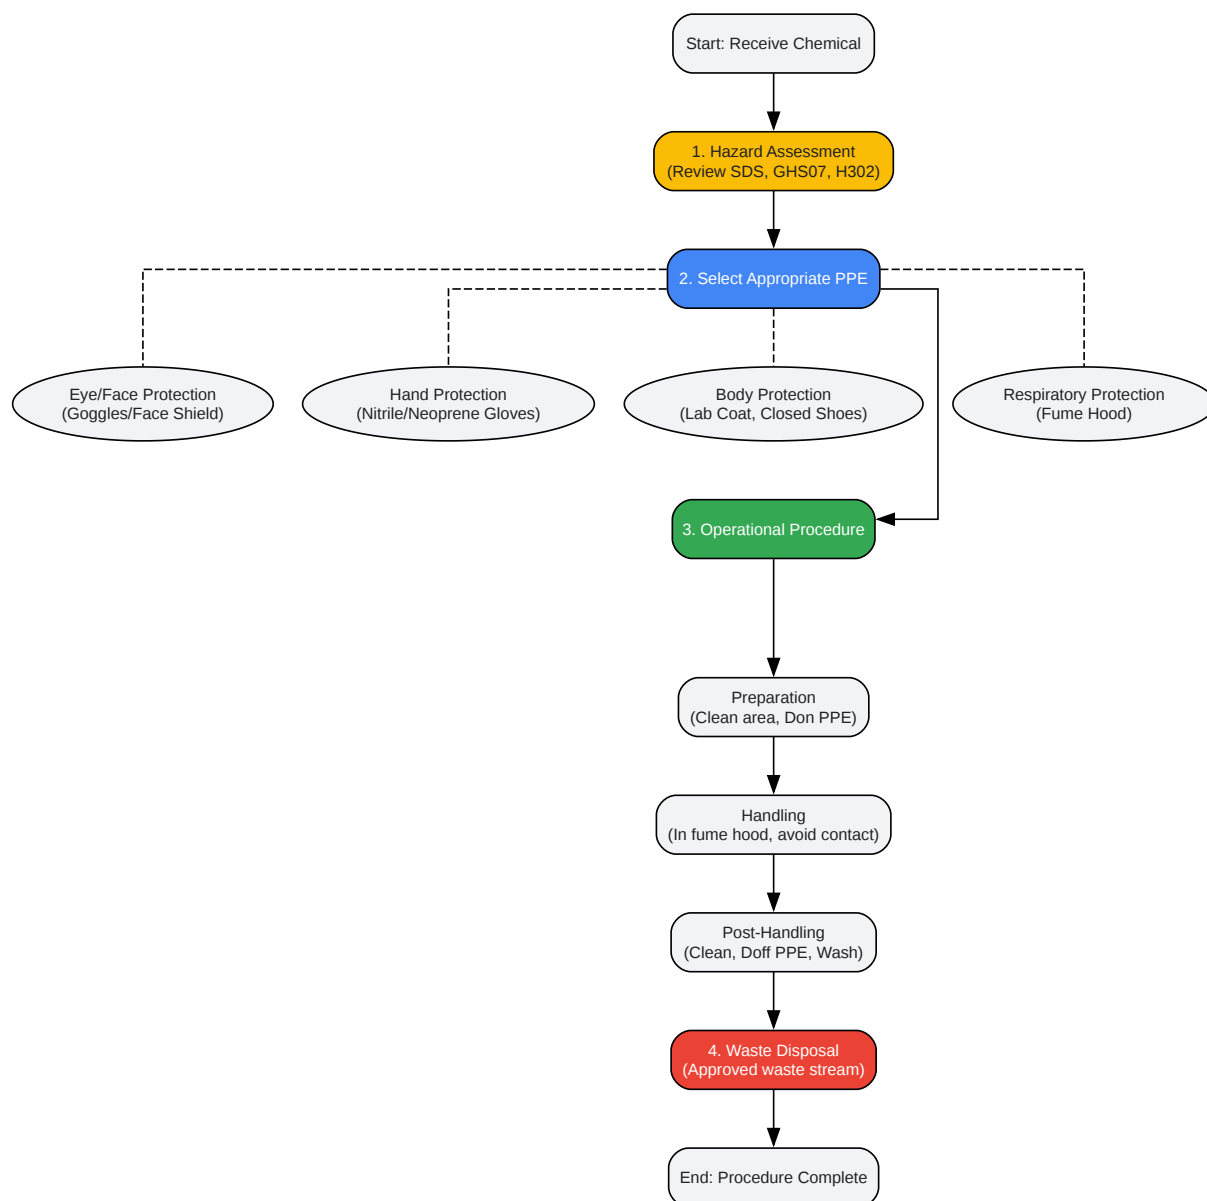 Start: Receive Chemical
1. Hazard Assessment
(Review SDS, GHS07, H302)
2. Select Appropriate PPE
Eye/Face Protection
(Goggles/Face Shield)
Hand Protection
(Nitrile/Neoprene Gloves)
Body Protection
(Lab Coat, Closed Shoes)
Respiratory Protection
(Fume Hood)
3. Operational Procedure
Preparation
(Clean area, Don PPE)
Handling
(In fume hood, avoid contact)
Post-Handling
(Clean, Doff PPE, Wash)
4. Waste Disposal
(Approved waste stream)
End: Procedure Complete